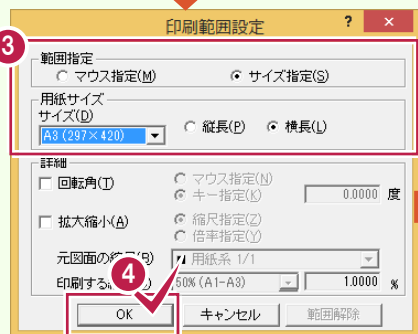 印刷範囲設定 ? ×
3
範囲指定
マウス指定(M) サイズ指定(S)
用紙サイズ
サイズ(D)
A3 (297×420) 縦長(P) 横長(L)
詳細
回転角(T) マウス指定(N)
キー指定(K) 0.0000 度
拡大縮小(A) 縮尺指定(Z)
倍率指定(Y)
元図面の (B) 用紙系 1/1
印刷する 50% (A1-A3) 1.0000 %
4
OK キャンセル 範囲解除